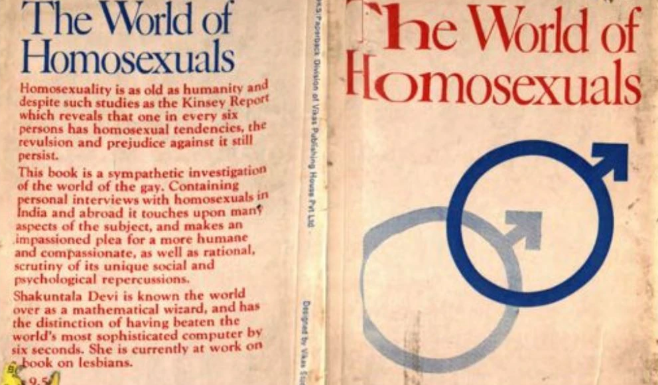 The World of
Homosexuals
Homosexuality is as old as humanity and
despite such studies as the Kinsey Report
which reveals that one in every six
persons has homosexual tendencies, the
revulsion and prejudice against it still
persist.
This book is a sympathetic investigation
of the world of the gay. Containing
personal interviews with homosexuals in
India and abroad it touches upon many
aspects of the subject, and makes an
impassioned plea for a more humane
and compassionate, as well as rational,
scrutiny of its unique social and
psychological repercussions.
Shakuntala Devi is known the world
over as a mathematical wizard, and has
the distinction of having beaten the
world's most sophisticated computer by
six seconds. She is currently at work on
book on lesbians.
Paperback Division of Vikas Publishing House Pvt Ltd
Designed by Vikas
The World of
Homosexuals